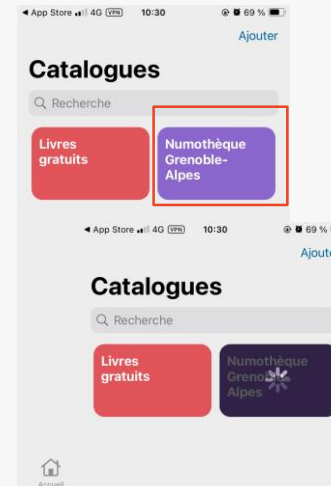 App Store 4G VPN 10:30 69 %
Ajouter
Catalogues
Recherche
Livres gratuits
Numothèque Grenoble-Alpes
App Store 4G VPN 10:30 69 %
Ajoute
Catalogues
Recherche
Livres gratuits
Numothèque Grenoble Alpes
Accueil